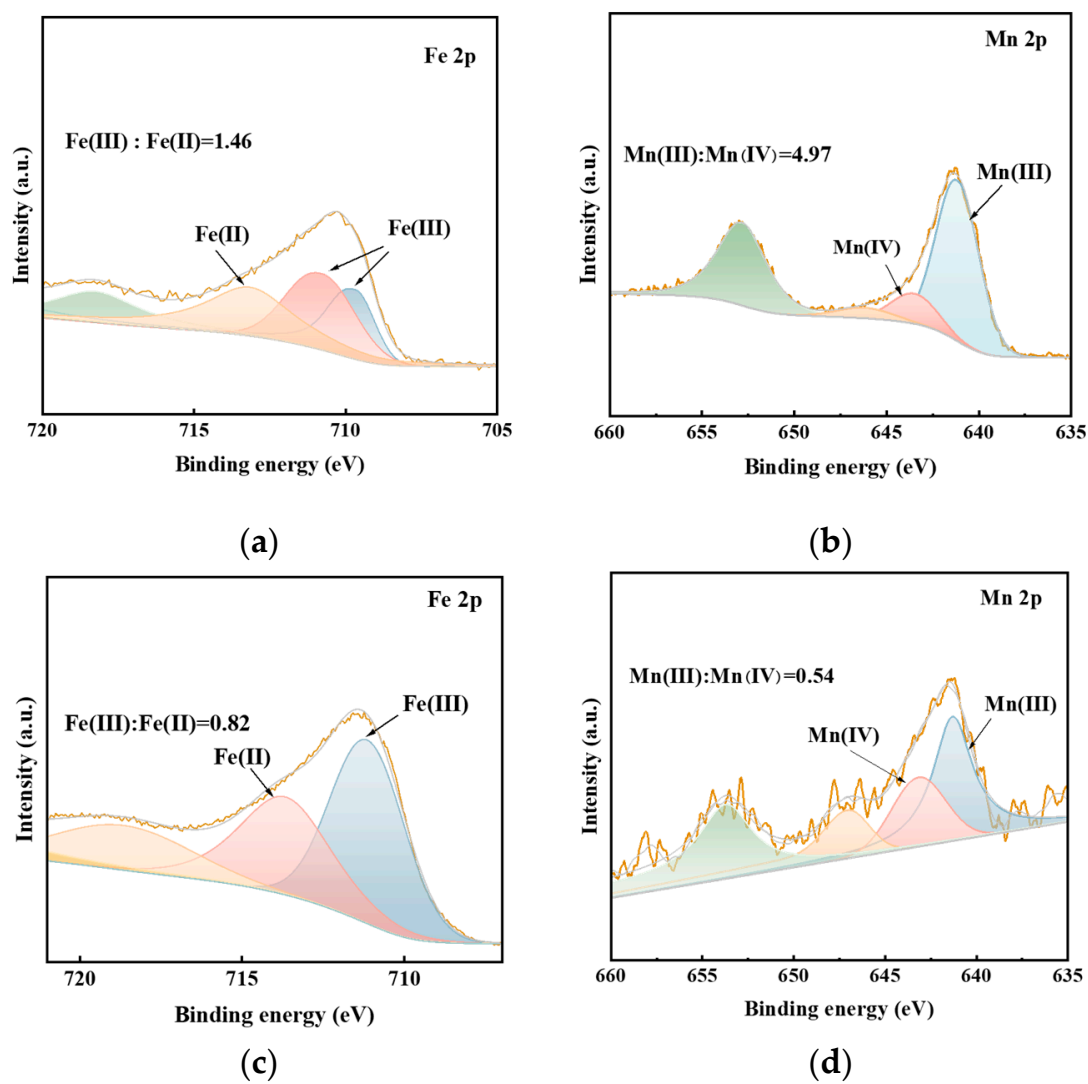 Fe 2p
Fe(III) : Fe(II)=1.46
Fe(II)
Fe(III)
Intensity (a.u.)
720 715 710 705
Binding energy (eV)
(a)
Mn 2p
Mn(III):Mn(IV)=4.97
Mn(III)
Mn(IV)
Intensity (a.u.)
660 655 650 645 640 635
Binding energy (eV)
(b)
Fe 2p
Fe(III):Fe(II)=0.82
Fe(III)
Fe(II)
Intensity (a.u.)
720 715 710
Binding energy (eV)
(c)
Mn 2p
Mn(III):Mn(IV)=0.54
Mn(III)
Mn(IV)
Intensity (a.u.)
660 655 650 645 640 635
Binding energy (eV)
(d)